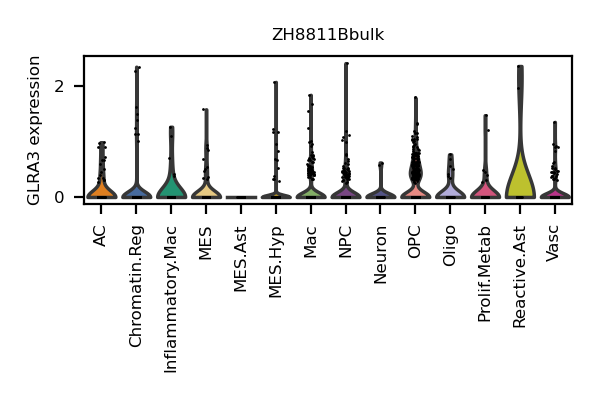 ZH8811Bbulk
GLRA3 expression
2
0
AC
Chromatin.Reg
Inflammatory.Mac
MES
MES.Ast
MES.Hyp
Mac
NPC
Neuron
OPC
Oligo
Prolif.Metab
Reactive.Ast
Vasc